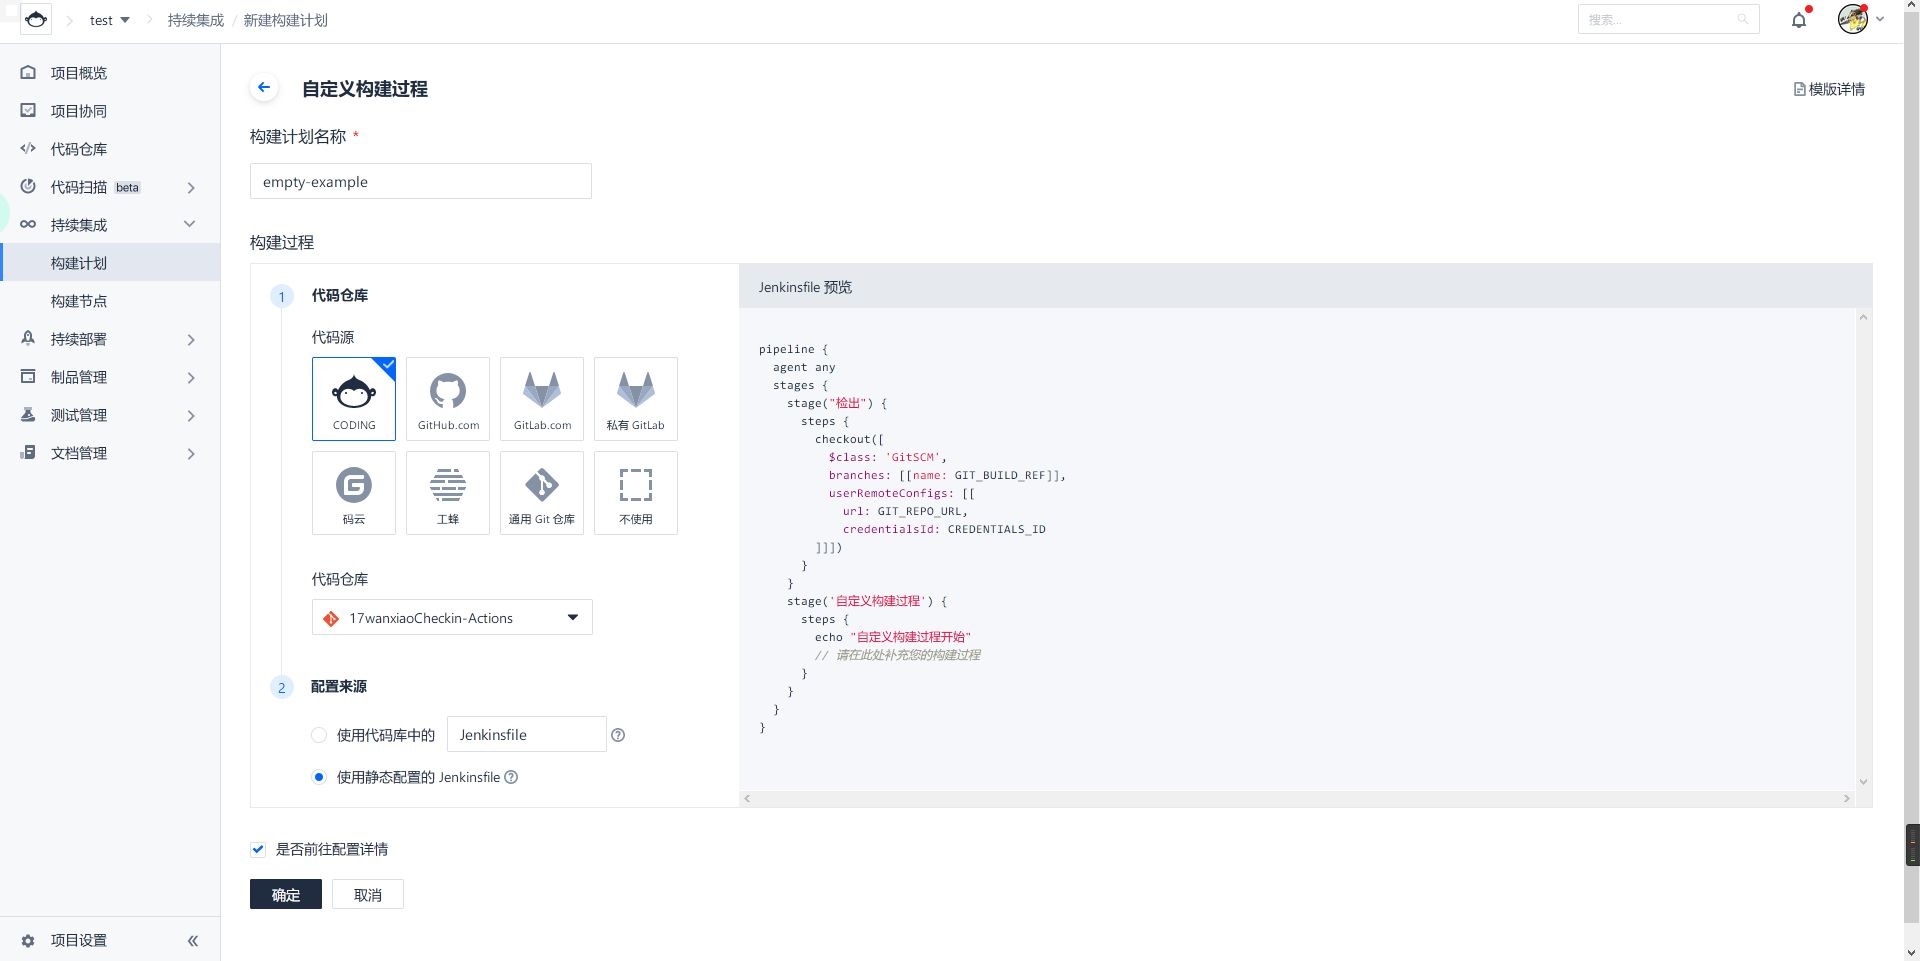 test
持续集成 / 新建构建计划
搜索...
项目概览
项目协同
代码仓库
代码扫描 beta
持续集成
构建计划
构建节点
持续部署
制品管理
测试管理
文档管理
项目设置
自定义构建过程
模版详情
构建计划名称 *
empty-example
构建过程
1 代码仓库
代码源
CODING GitHub.com GitLab.com 私有 GitLab
码云 工蜂 通用 Git 仓库 不使用
代码仓库
17wanxiaoCheckin-Actions
2 配置来源
使用代码库中的 Jenkinsfile
使用静态配置的 Jenkinsfile
Jenkinsfile 预览
pipeline {
  agent any
  stages {
    stage("检出") {
      steps {
        checkout([
          $class: 'GitSCM',
          branches: [[name: GIT_BUILD_REF]],
          userRemoteConfigs: [[
            url: GIT_REPO_URL,
            credentialsId: CREDENTIALS_ID
        ]]])
      }
    }
    stage('自定义构建过程') {
      steps {
        echo "自定义构建过程开始"
        // 请在此处补充您的构建过程
      }
    }
  }
}
是否前往配置详情
确定 取消